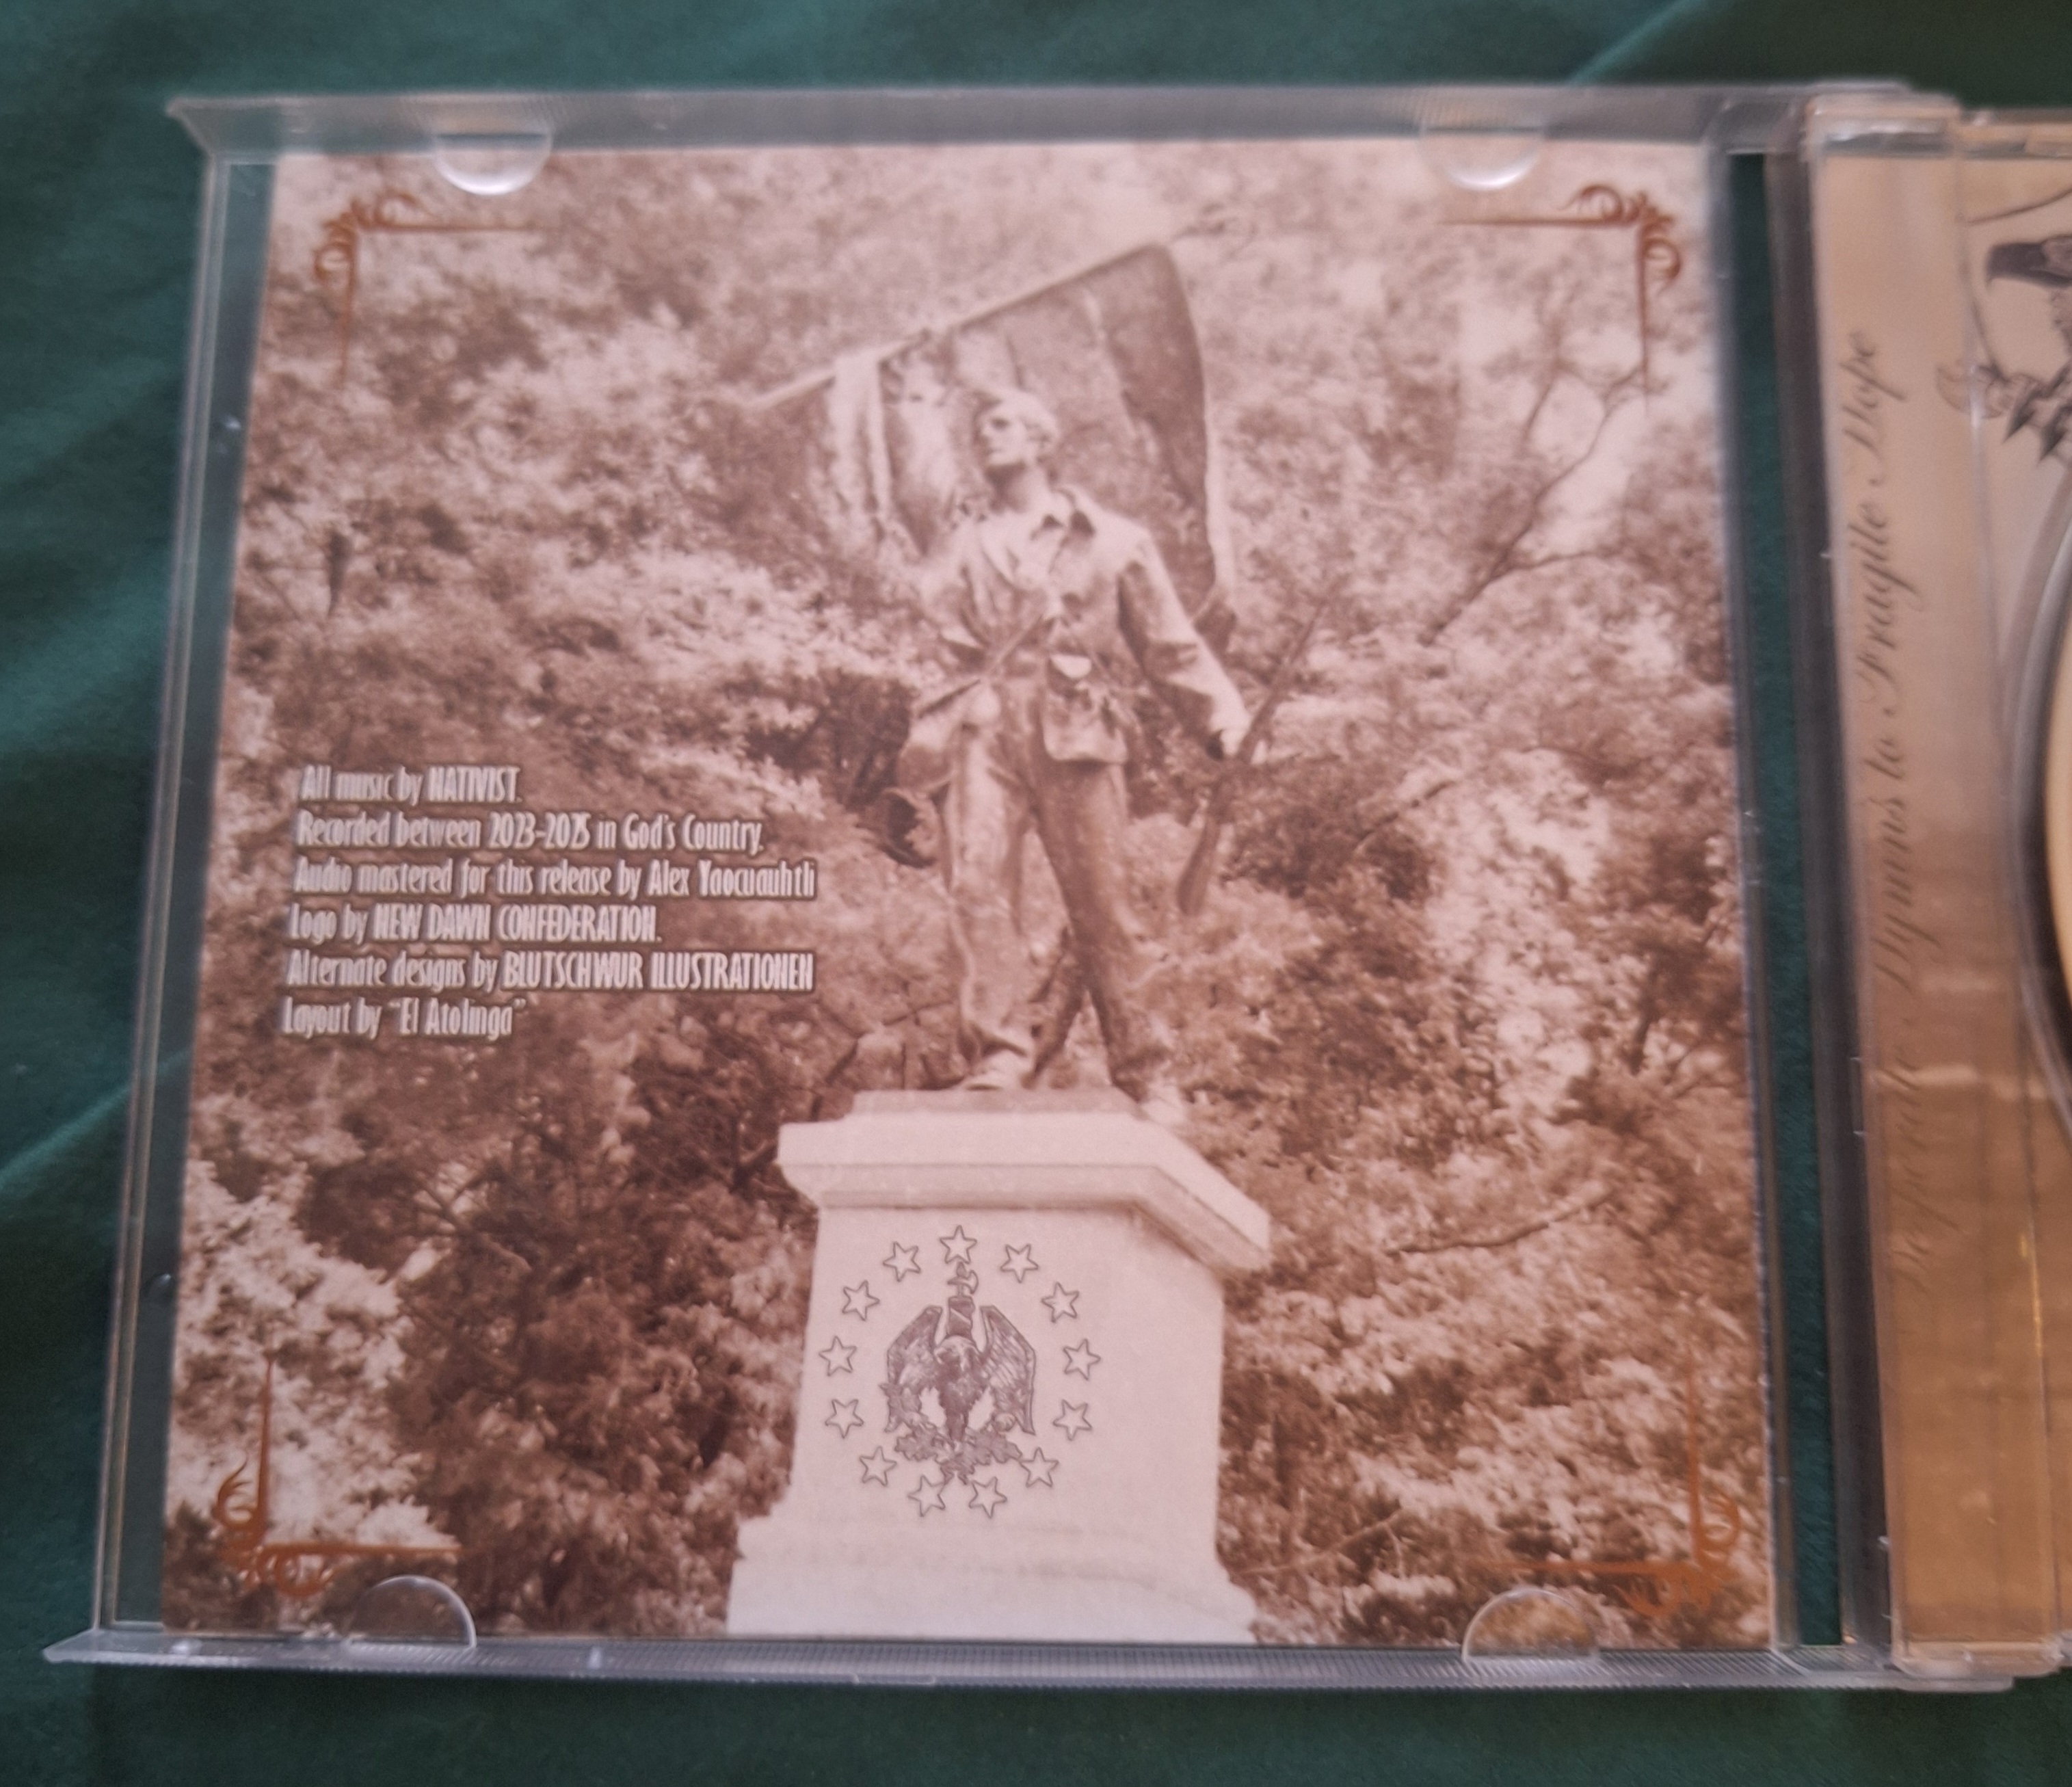 All music by NATIVIST.
Recorded between 2023-2025 in God's Country.
Audio mastered for this release by Alex Yaocuauhtli
Logo by NEW DAWN CONFEDERATION.
Alternate designs by BLUTSCHWUR ILLUSTRATIONEN
Layout by "El Atolinga"
Desperate Hymns to Fragile Hope